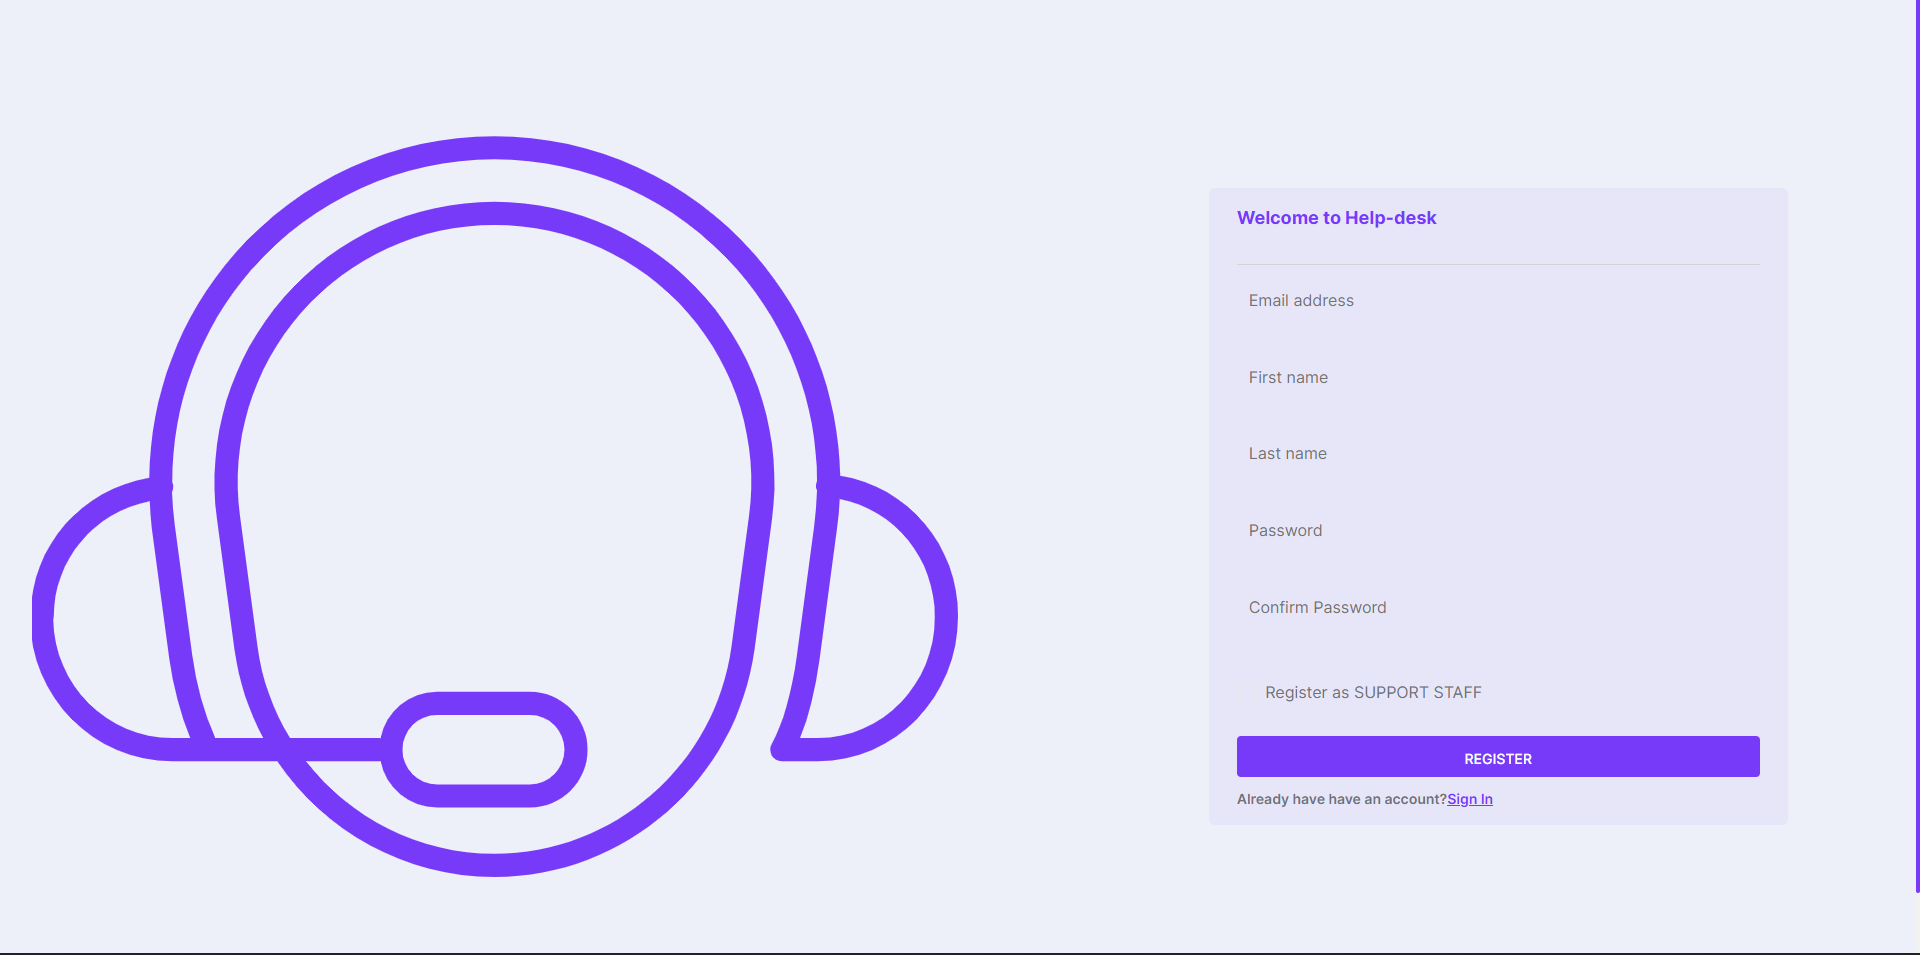 Welcome to Help-desk
Email address
First name
Last name
Password
Confirm Password
Register as SUPPORT STAFF
REGISTER
Already have have an account?Sign In